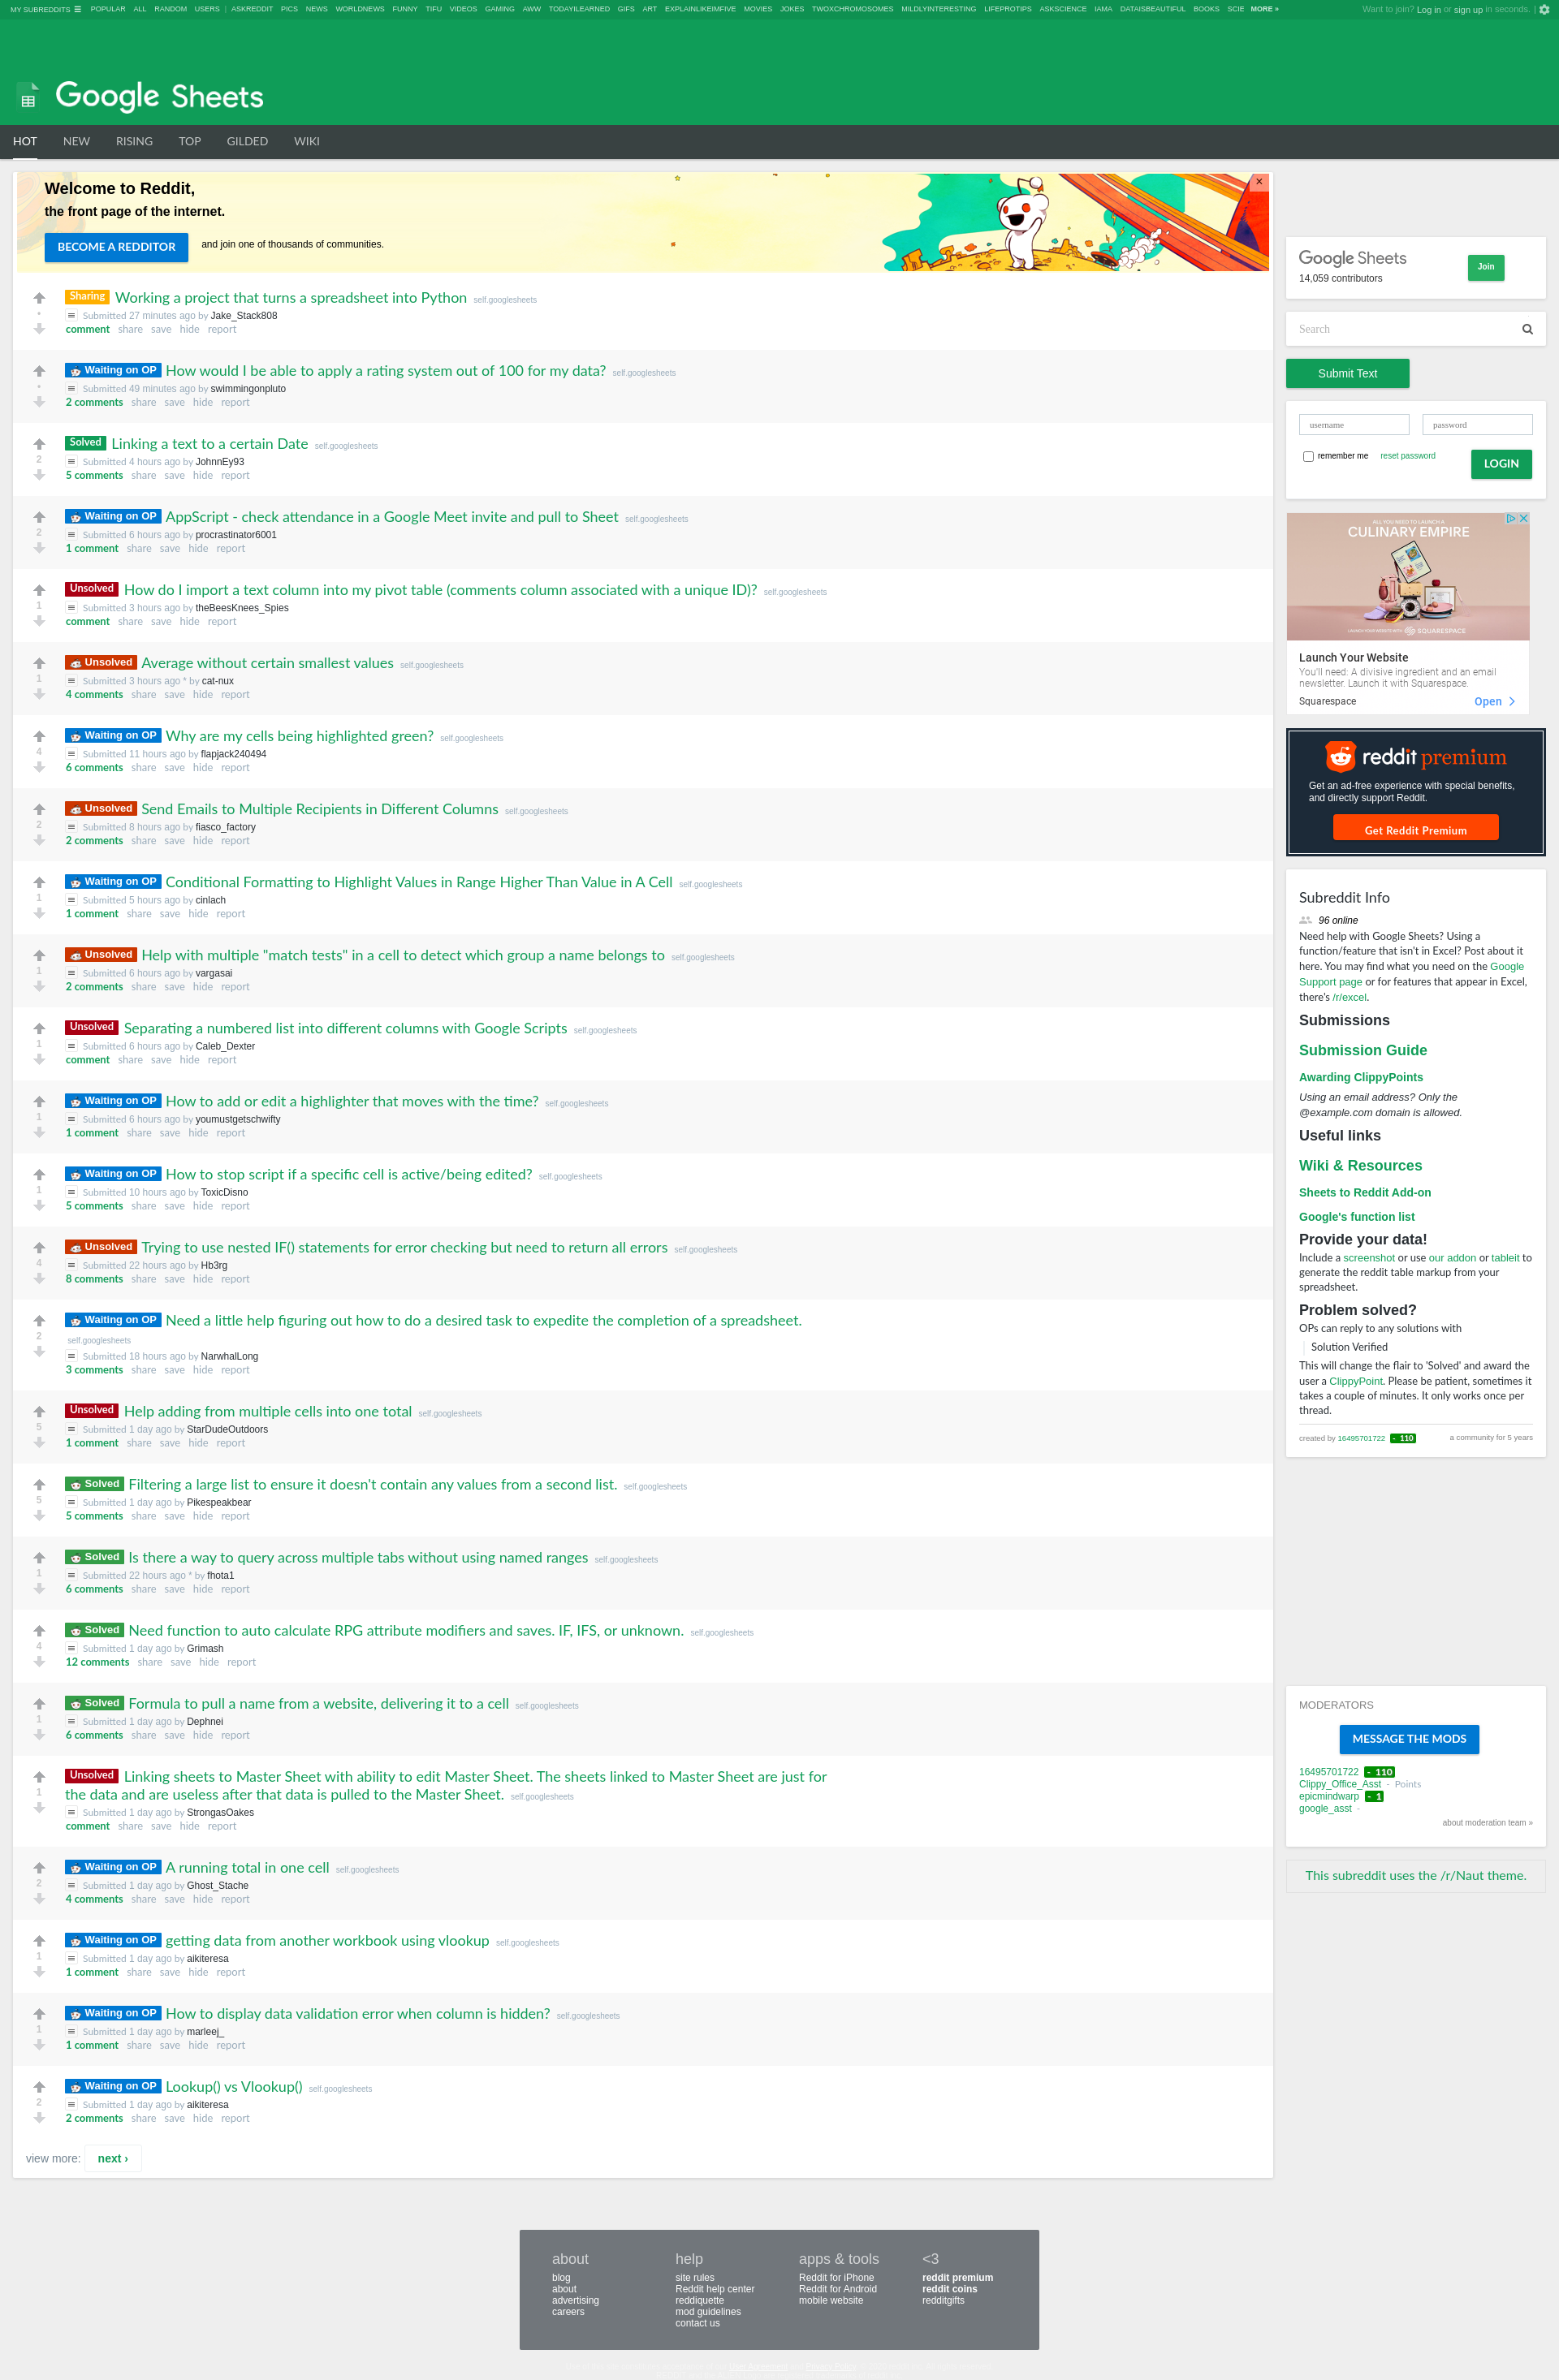 MY SUBREDDITS POPULAR ALL RANDOM USERS | ASKREDDIT PICS NEWS WORLDNEWS FUNNY TIFU VIDEOS GAMING AWW TODAYILEARNED GIFS ART EXPLAINLIKEIMFIVE MOVIES JOKES TWOXCHROMOSOMES MILDLYINTERESTING LIFEPROTIPS ASKSCIENCE IAMA DATAISBEAUTIFUL BOOKS SCIE MORE »
Want to join? Log in or sign up in seconds. |
Google Sheets
HOT NEW RISING TOP GILDED WIKI
Welcome to Reddit,
the front page of the internet.
BECOME A REDDITOR and join one of thousands of communities.
×
Sharing Working a project that turns a spreadsheet into Python self.googlesheets
•
Submitted 27 minutes ago by Jake_Stack808
comment share save hide report
Waiting on OP How would I be able to apply a rating system out of 100 for my data? self.googlesheets
•
Submitted 49 minutes ago by swimmingonpluto
2 comments share save hide report
Solved Linking a text to a certain Date self.googlesheets
2
Submitted 4 hours ago by JohnnEy93
5 comments share save hide report
Waiting on OP AppScript - check attendance in a Google Meet invite and pull to Sheet self.googlesheets
2
Submitted 6 hours ago by procrastinator6001
1 comment share save hide report
Unsolved How do I import a text column into my pivot table (comments column associated with a unique ID)? self.googlesheets
1
Submitted 3 hours ago by theBeesKnees_Spies
comment share save hide report
Unsolved Average without certain smallest values self.googlesheets
1
Submitted 3 hours ago * by cat-nux
4 comments share save hide report
Waiting on OP Why are my cells being highlighted green? self.googlesheets
4
Submitted 11 hours ago by flapjack240494
6 comments share save hide report
Unsolved Send Emails to Multiple Recipients in Different Columns self.googlesheets
2
Submitted 8 hours ago by fiasco_factory
2 comments share save hide report
Waiting on OP Conditional Formatting to Highlight Values in Range Higher Than Value in A Cell self.googlesheets
1
Submitted 5 hours ago by cinlach
1 comment share save hide report
Unsolved Help with multiple "match tests" in a cell to detect which group a name belongs to self.googlesheets
1
Submitted 6 hours ago by vargasai
2 comments share save hide report
Unsolved Separating a numbered list into different columns with Google Scripts self.googlesheets
1
Submitted 6 hours ago by Caleb_Dexter
comment share save hide report
Waiting on OP How to add or edit a highlighter that moves with the time? self.googlesheets
1
Submitted 6 hours ago by youmustgetschwifty
1 comment share save hide report
Waiting on OP How to stop script if a specific cell is active/being edited? self.googlesheets
1
Submitted 10 hours ago by ToxicDisno
5 comments share save hide report
Unsolved Trying to use nested IF() statements for error checking but need to return all errors self.googlesheets
4
Submitted 22 hours ago by Hb3rg
8 comments share save hide report
Waiting on OP Need a little help figuring out how to do a desired task to expedite the completion of a spreadsheet.
2
self.googlesheets
Submitted 18 hours ago by NarwhalLong
3 comments share save hide report
Unsolved Help adding from multiple cells into one total self.googlesheets
5
Submitted 1 day ago by StarDudeOutdoors
1 comment share save hide report
Solved Filtering a large list to ensure it doesn't contain any values from a second list. self.googlesheets
5
Submitted 1 day ago by Pikespeakbear
5 comments share save hide report
Solved Is there a way to query across multiple tabs without using named ranges self.googlesheets
1
Submitted 22 hours ago * by fhota1
6 comments share save hide report
Solved Need function to auto calculate RPG attribute modifiers and saves. IF, IFS, or unknown. self.googlesheets
4
Submitted 1 day ago by Grimash
12 comments share save hide report
Solved Formula to pull a name from a website, delivering it to a cell self.googlesheets
1
Submitted 1 day ago by Dephnei
6 comments share save hide report
Unsolved Linking sheets to Master Sheet with ability to edit Master Sheet. The sheets linked to Master Sheet are just for
1
the data and are useless after that data is pulled to the Master Sheet. self.googlesheets
Submitted 1 day ago by StrongasOakes
comment share save hide report
Waiting on OP A running total in one cell self.googlesheets
2
Submitted 1 day ago by Ghost_Stache
4 comments share save hide report
Waiting on OP getting data from another workbook using vlookup self.googlesheets
1
Submitted 1 day ago by aikiteresa
1 comment share save hide report
Waiting on OP How to display data validation error when column is hidden? self.googlesheets
1
Submitted 1 day ago by marleej_
1 comment share save hide report
Waiting on OP Lookup() vs Vlookup() self.googlesheets
2
Submitted 1 day ago by aikiteresa
2 comments share save hide report
view more: next ›
Google Sheets
14,059 contributors
Join
Search
Submit Text
username password
remember me reset password LOGIN
ALL YOU NEED TO LAUNCH A
CULINARY EMPIRE
LAUNCH YOUR WEBSITE WITH SQUARESPACE
Launch Your Website
You'll need: A divisive ingredient and an email
newsletter. Launch it with Squarespace.
Squarespace Open
reddit premium
Get an ad-free experience with special benefits,
and directly support Reddit.
Get Reddit Premium
Subreddit Info
96 online
Need help with Google Sheets? Using a
function/feature that isn't in Excel? Post about it
here. You may find what you need on the Google
Support page or for features that appear in Excel,
there's /r/excel.
Submissions
Submission Guide
Awarding ClippyPoints
Using an email address? Only the
@example.com domain is allowed.
Useful links
Wiki & Resources
Sheets to Reddit Add-on
Google's function list
Provide your data!
Include a screenshot or use our addon or tableit to
generate the reddit table markup from your
spreadsheet.
Problem solved?
OPs can reply to any solutions with
Solution Verified
This will change the flair to 'Solved' and award the
user a ClippyPoint. Please be patient, sometimes it
takes a couple of minutes. It only works once per
thread.
created by 16495701722 - 110 a community for 5 years
MODERATORS
MESSAGE THE MODS
16495701722 - 110
Clippy_Office_Asst - Points
epicmindwarp - 1
google_asst -
about moderation team »
This subreddit uses the /r/Naut theme.
about
blog
about
advertising
careers
help
site rules
Reddit help center
reddiquette
mod guidelines
contact us
apps & tools
Reddit for iPhone
Reddit for Android
mobile website
<3
reddit premium
reddit coins
redditgifts